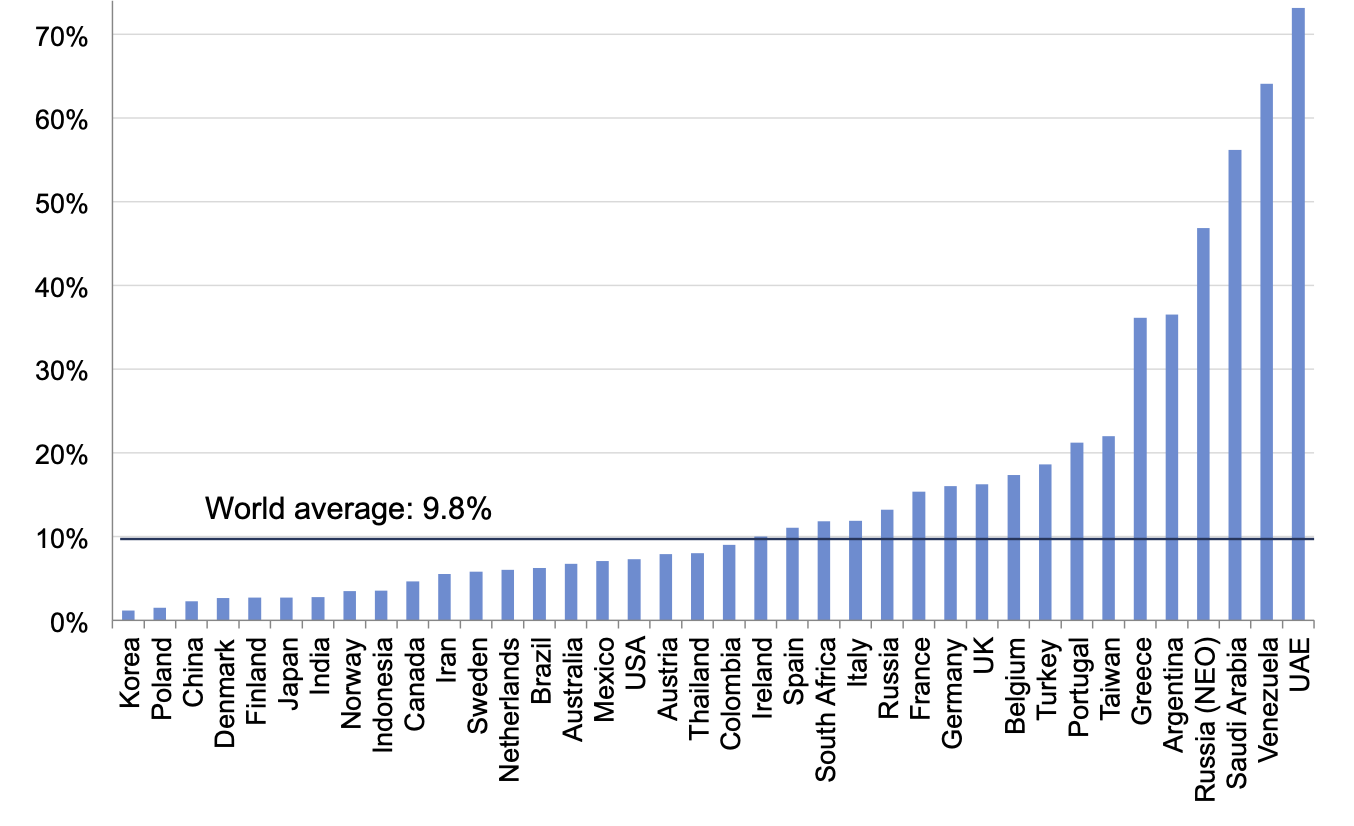 70%
60%
50%
40%
30%
20%
World average: 9.8%
10%
0%
Korea
Poland
China
Denmark
Finland
Japan
India
Norway
Indonesia
Canada
Iran
Sweden
Netherlands
Brazil
Australia
Mexico
USA
Austria
Thailand
Colombia
Ireland
Spain
South Africa
Italy
Russia
France
Germany
UK
Belgium
Turkey
Portugal
Taiwan
Greece
Argentina
Russia (NEO)
Saudi Arabia
Venezuela
UAE